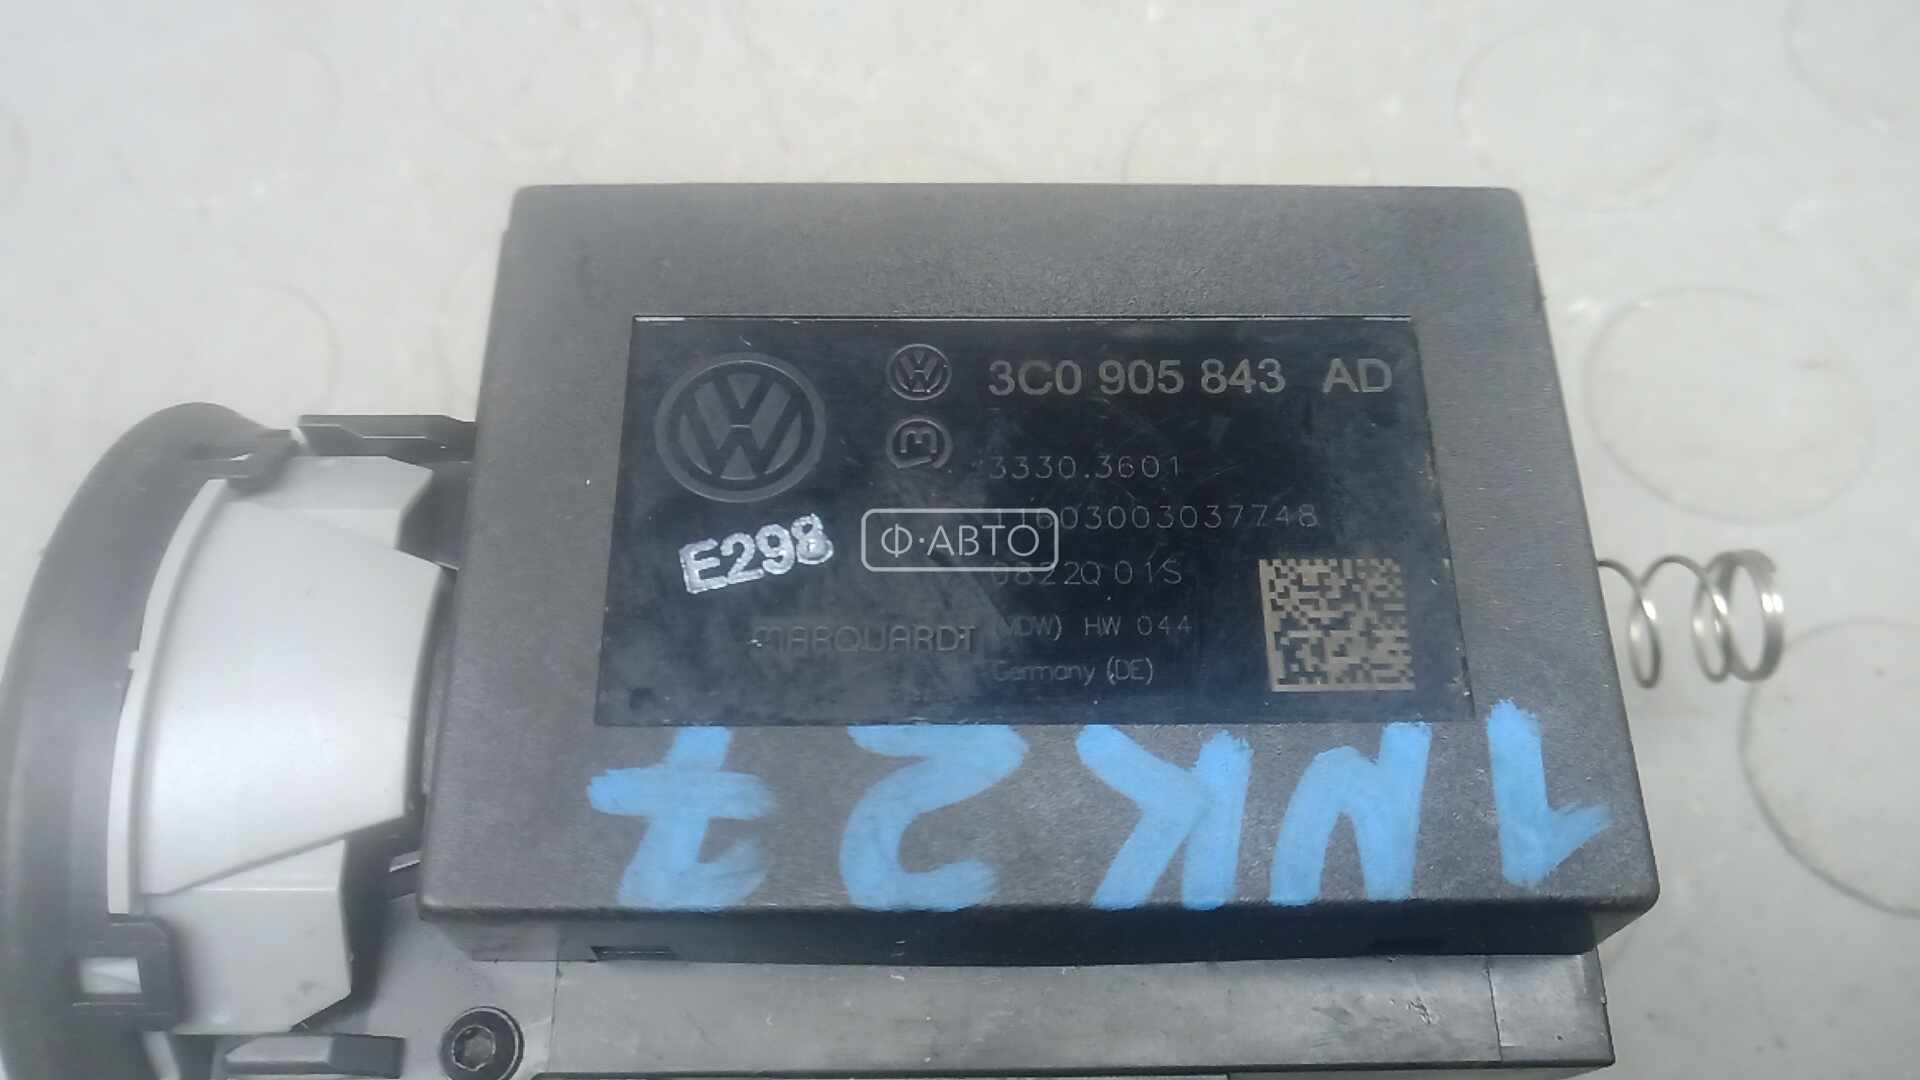 3C0 905 843 AD
3330.3601
11603003037748
Ф·АВТО
E298
0822Q 01S
MARQUARDT (MDW) HW 044
Germany (DE)
1NK27